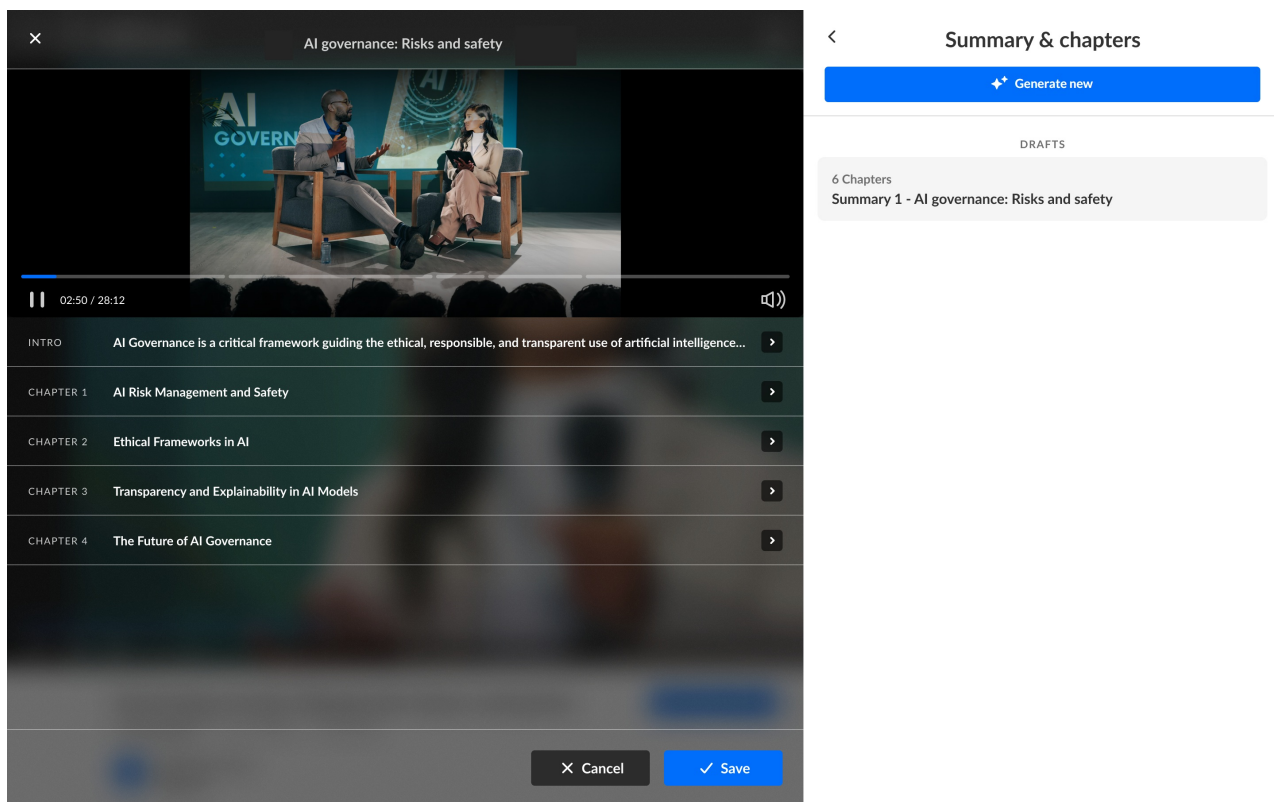 AI governance: Risks and safety
AI
AI
GOVERN
02:50 / 28:12
INTRO AI Governance is a critical framework guiding the ethical, responsible, and transparent use of artificial intelligence...
CHAPTER 1 AI Risk Management and Safety
CHAPTER 2 Ethical Frameworks in AI
CHAPTER 3 Transparency and Explainability in AI Models
CHAPTER 4 The Future of AI Governance
Cancel Save
Summary & chapters
Generate new
DRAFTS
6 Chapters
Summary 1 - AI governance: Risks and safety